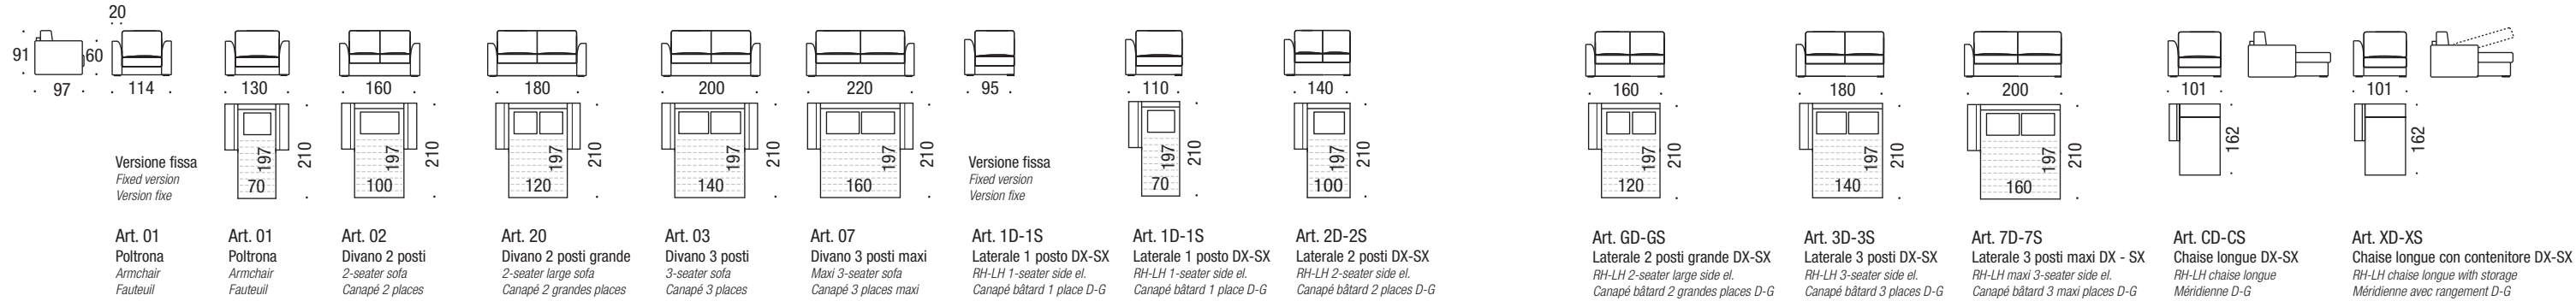 20
91
60
97
114
130
160
180
200
220
95
110
140
160
180
200
101
101
197
210
70
197
210
100
197
210
120
197
210
140
197
210
160
197
210
70
197
210
100
197
210
120
197
210
140
197
210
160
162
162
Versione fissa
Fixed version
Version fixe
Versione fissa
Fixed version
Version fixe
Art. 01
Poltrona
Armchair
Fauteuil
Art. 01
Poltrona
Armchair
Fauteuil
Art. 02
Divano 2 posti
2-seater sofa
Canapé 2 places
Art. 20
Divano 2 posti grande
2-seater large sofa
Canapé 2 grandes places
Art. 03
Divano 3 posti
3-seater sofa
Canapé 3 places
Art. 07
Divano 3 posti maxi
Maxi 3-seater sofa
Canapé 3 places maxi
Art. 1D-1S
Laterale 1 posto DX-SX
RH-LH 1-seater side el.
Canapé bâtard 1 place D-G
Art. 1D-1S
Laterale 1 posto DX-SX
RH-LH 1-seater side el.
Canapé bâtard 1 place D-G
Art. 2D-2S
Laterale 2 posti DX-SX
RH-LH 2-seater side el.
Canapé bâtard 2 places D-G
Art. GD-GS
Laterale 2 posti grande DX-SX
RH-LH 2-seater large side el.
Canapé bâtard 2 grandes places D-G
Art. 3D-3S
Laterale 3 posti DX-SX
RH-LH 3-seater side el.
Canapé bâtard 3 places D-G
Art. 7D-7S
Laterale 3 posti maxi DX - SX
RH-LH maxi 3-seater side el.
Canapé bâtard 3 maxi places D-G
Art. CD-CS
Chaise longue DX-SX
RH-LH chaise longue
Méridienne D-G
Art. XD-XS
Chaise longue con contenitore DX-SX
RH-LH chaise longue with storage
Méridienne avec rangement D-G